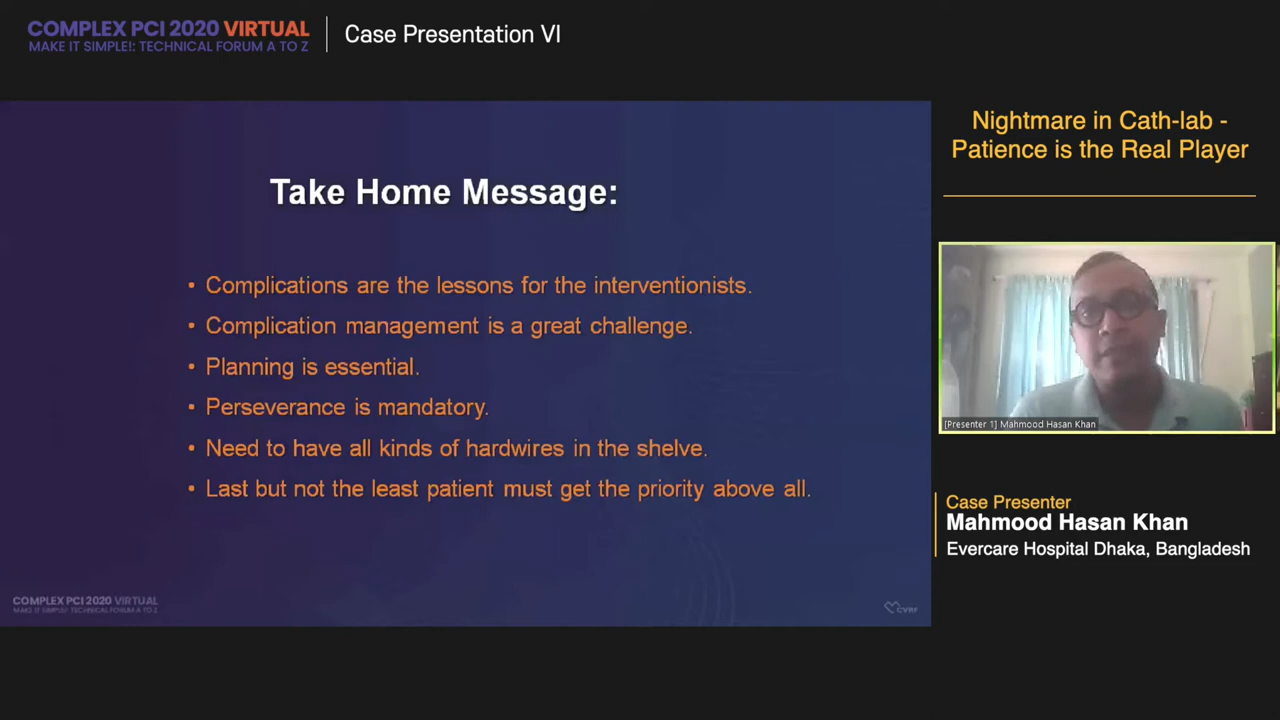 COMPLEX PCI 2020 VIRTUAL
MAKE IT SIMPLE!: TECHNICAL FORUM A TO Z
Case Presentation VI
Take Home Message:
• Complications are the lessons for the interventionists.
• Complication management is a great challenge.
• Planning is essential.
• Perseverance is mandatory.
• Need to have all kinds of hardwires in the shelve.
• Last but not the least patient must get the priority above all.
COMPLEX PCI 2020 VIRTUAL
MAKE IT SIMPLE!: TECHNICAL FORUM A TO Z
CVRF
Nightmare in Cath-lab -
Patience is the Real Player
[Presenter 1] Mahmood Hasan Khan
Case Presenter
Mahmood Hasan Khan
Evercare Hospital Dhaka, Bangladesh